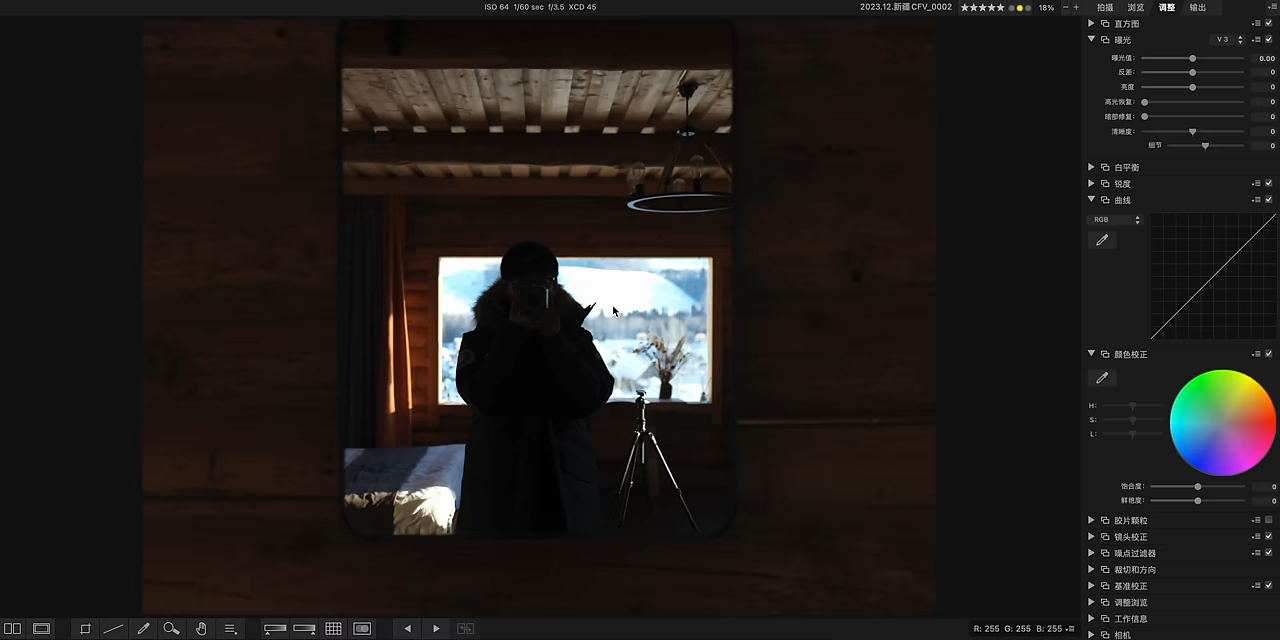 ISO 64 1/60 sec f/3.5 XCD 45
2023.12.新疆CFV_0002 18%
拍摄 浏览 调整 输出
直方图
曝光 V 3
曝光值: 0.00
反差: 0
亮度 0
高光恢复: 0
暗部修复: 0
清晰度: 0
细节 0
白平衡
锐度
曲线
RGB
颜色校正
H:
S:
L:
饱合度: 0
鲜艳度: 0
胶片颗粒
镜头校正
噪点过滤器
裁切和方向
基准校正
调整浏览
工作信息
相机
R: 255 G: 255 B: 255